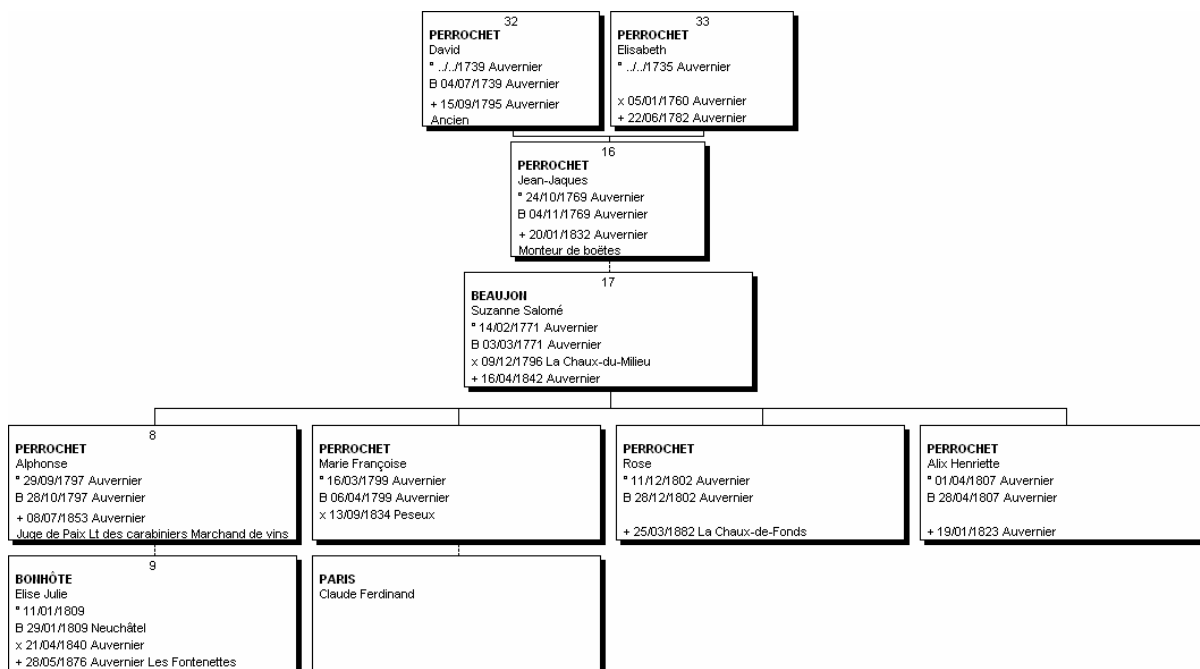 32
PERROCHET
David
° ../../1739 Auvernier
B 04/07/1739 Auvernier
+ 15/09/1795 Auvernier
Ancien
33
PERROCHET
Elisabeth
° ../../1735 Auvernier
x 05/01/1760 Auvernier
+ 22/06/1782 Auvernier
16
PERROCHET
Jean-Jaques
° 24/10/1769 Auvernier
B 04/11/1769 Auvernier
+ 20/01/1832 Auvernier
Monteur de boëtes
17
BEAUJON
Suzanne Salomé
° 14/02/1771 Auvernier
B 03/03/1771 Auvernier
x 09/12/1796 La Chaux-du-Milieu
+ 16/04/1842 Auvernier
8
PERROCHET
Alphonse
° 29/09/1797 Auvernier
B 28/10/1797 Auvernier
+ 08/07/1853 Auvernier
Juge de Paix Lt des carabiniers Marchand de vins
PERROCHET
Marie Françoise
° 16/03/1799 Auvernier
B 06/04/1799 Auvernier
x 13/09/1834 Peseux
PERROCHET
Rose
° 11/12/1802 Auvernier
B 28/12/1802 Auvernier
+ 25/03/1882 La Chaux-de-Fonds
PERROCHET
Alix Henriette
° 01/04/1807 Auvernier
B 28/04/1807 Auvernier
+ 19/01/1823 Auvernier
9
BONHÔTE
Elise Julie
° 11/01/1809
B 29/01/1809 Neuchâtel
x 21/04/1840 Auvernier
+ 28/05/1876 Auvernier Les Fontenettes
PARIS
Claude Ferdinand